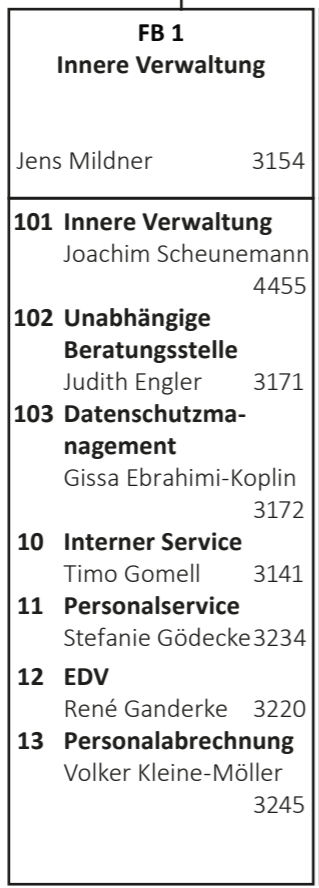 FB 1
Innere Verwaltung
Jens Mildner 3154
101 Innere Verwaltung
Joachim Scheunemann
4455
102 Unabhängige
Beratungsstelle
Judith Engler 3171
103 Datenschutzma-
nagement
Gissa Ebrahimi-Koplin
3172
10 Interner Service
Timo Gomell 3141
11 Personalservice
Stefanie Gödecke 3234
12 EDV
René Ganderke 3220
13 Personalabrechnung
Volker Kleine-Möller
3245